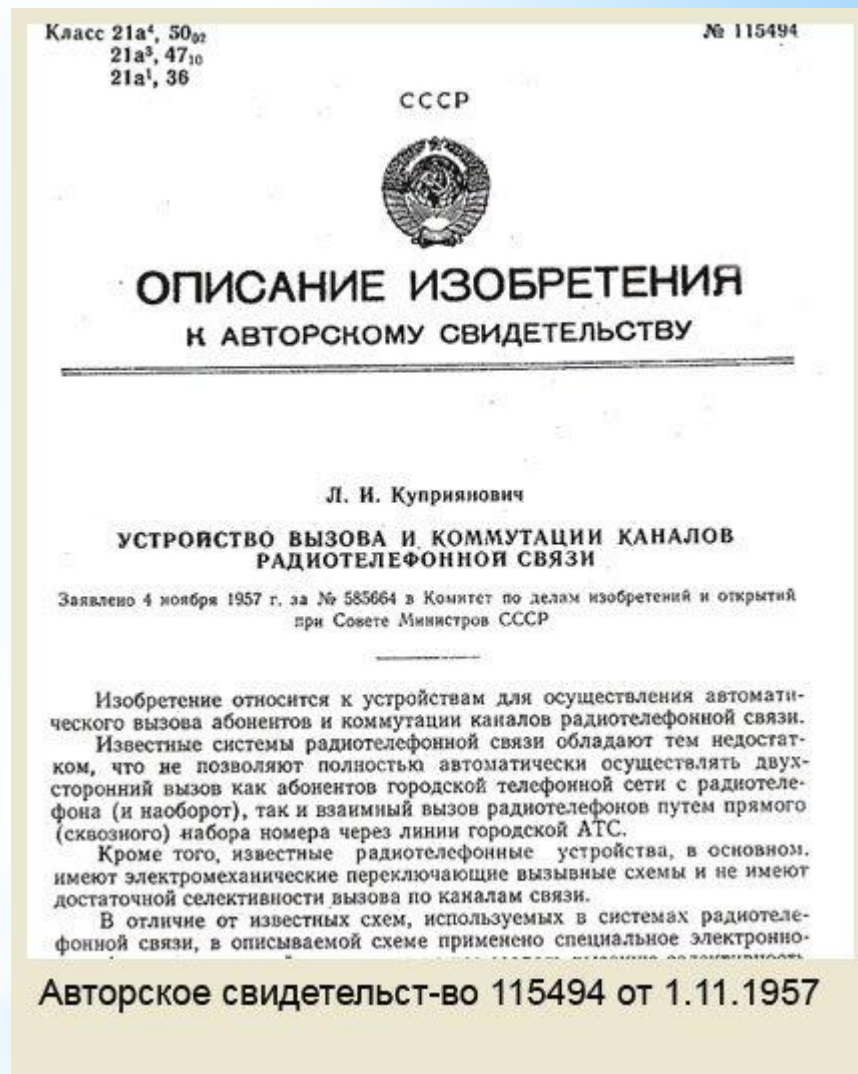 Класс 21a⁴, 50₀₂
№ 115494
21a³, 47₁₀
21a¹, 36
СССР
ОПИСАНИЕ ИЗОБРЕТЕНИЯ
К АВТОРСКОМУ СВИДЕТЕЛЬСТВУ
Л. И. Куприянович
УСТРОЙСТВО ВЫЗОВА И КОММУТАЦИИ КАНАЛОВ
РАДИОТЕЛЕФОННОЙ СВЯЗИ
Заявлено 4 ноября 1957 г. за № 585664 в Комитет по делам изобретений и открытий
при Совете Министров СССР
Изобретение относится к устройствам для осуществления автомати-
ческого вызова абонентов и коммутации каналов радиотелефонной связи.
Известные системы радиотелефонной связи обладают тем недостат-
ком, что не позволяют полностью автоматически осуществлять двух-
сторонний вызов как абонентов городской телефонной сети с радиотеле-
фона (и наоборот), так и взаимный вызов радиотелефонов путем прямого
(сквозного) набора номера через линии городской АТС.
Кроме того, известные радиотелефонные устройства, в основном,
имеют электромеханические переключающие вызывные схемы и не имеют
достаточной селективности вызова по каналам связи.
В отличие от известных схем, используемых в системах радиотеле-
фонной связи, в описываемой схеме применено специальное электронно-
Авторское свидетельст-во 115494 от 1.11.1957